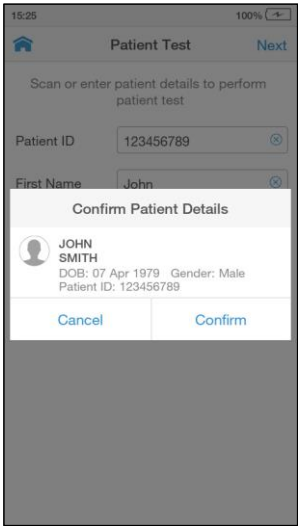 15:25 100%
Patient Test Next
Scan or enter patient details to perform
patient test
Patient ID 123456789
First Name John
Confirm Patient Details
JOHN
SMITH
DOB: 07 Apr 1979 Gender: Male
Patient ID: 123456789
Cancel Confirm